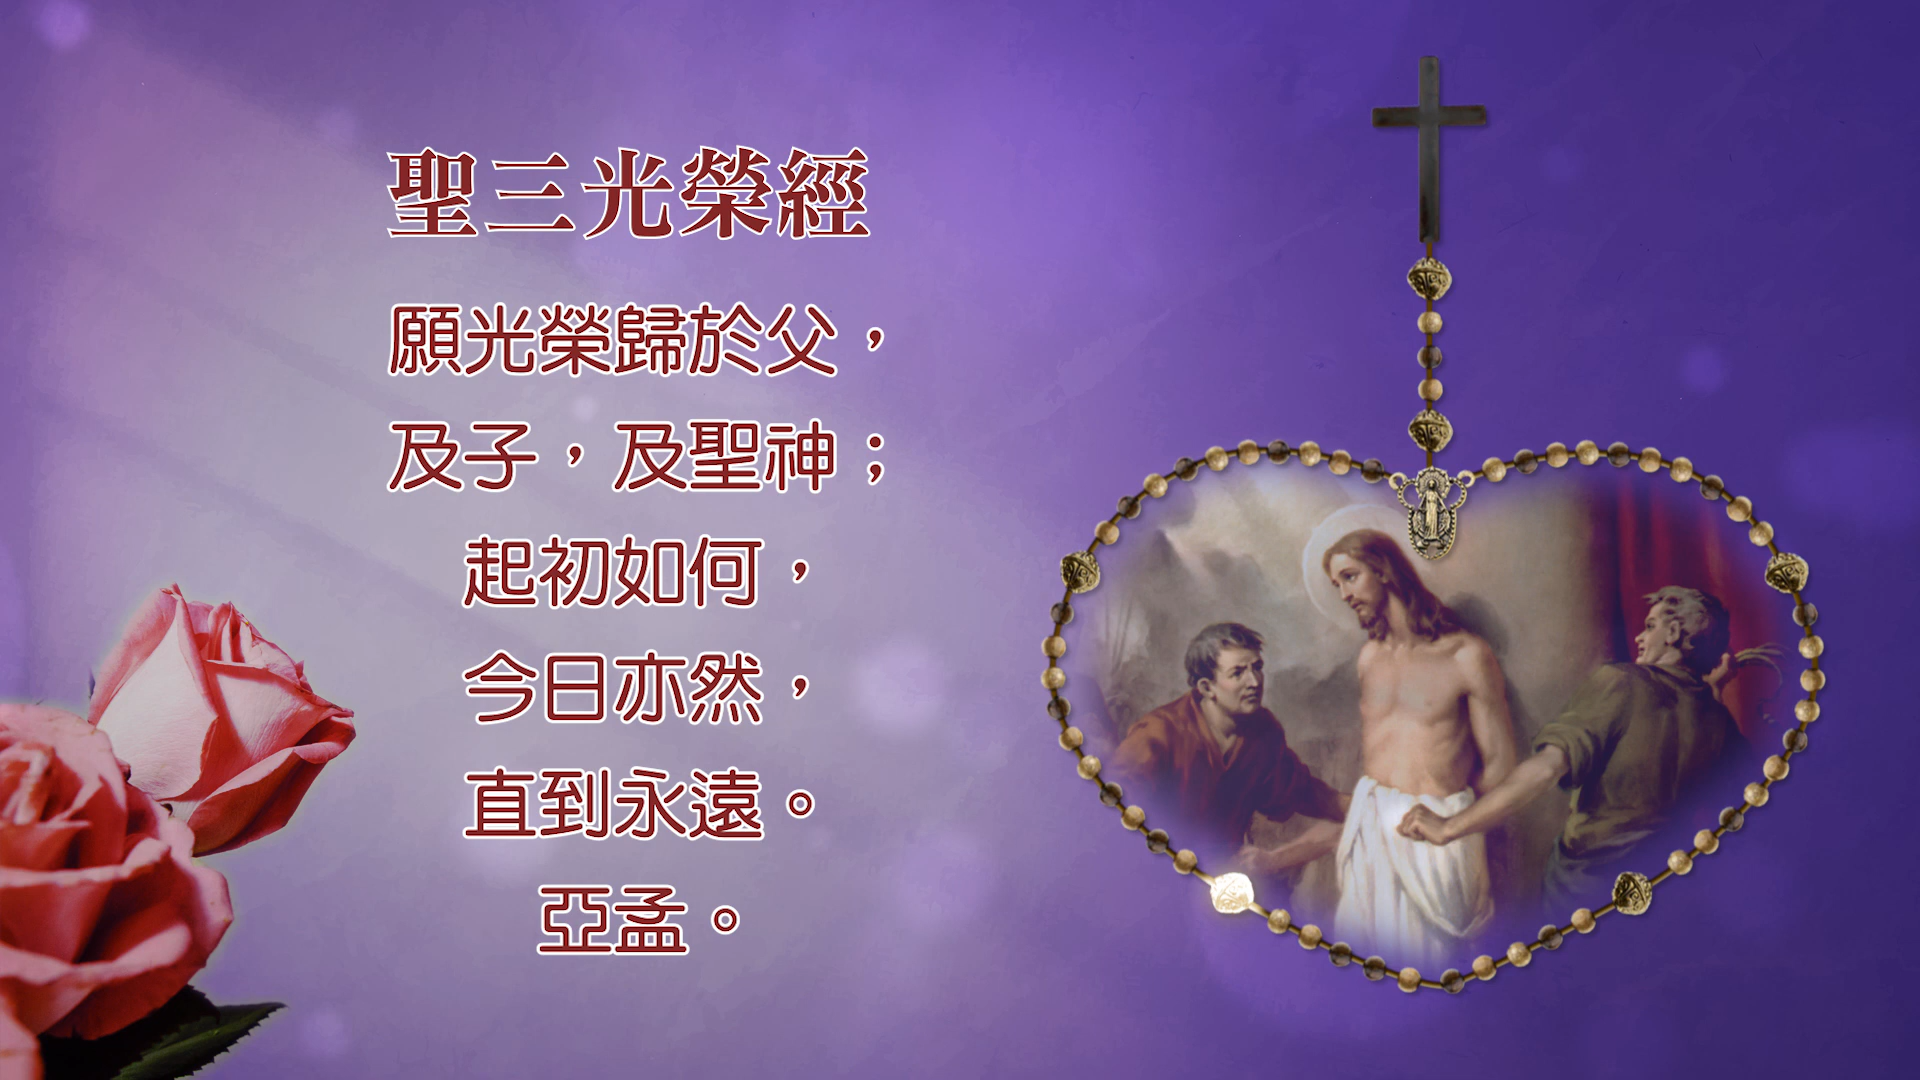 聖三光榮經
願光榮歸於父，
及子，及聖神；
起初如何，
今日亦然，
直到永遠。
亞孟。